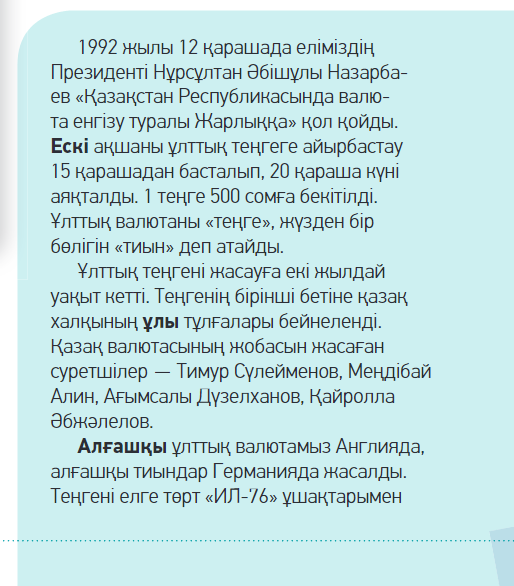 1992 жылы 12 қарашада еліміздің
Президенті Нұрсұлтан Әбішұлы Назарба-
ев «Қазақстан Республикасында валю-
та енгізу туралы Жарлыққа» қол қойды.
Ескі ақшаны ұлттық теңгеге айырбастау
15 қарашадан басталып, 20 қараша күні
аяқталды. 1 теңге 500 сомға бекітілді.
Ұлттық валютаны «теңге», жүзден бір
бөлігін «тиын» деп атайды.
Ұлттық теңгені жасауға екі жылдай
уақыт кетті. Теңгенің бірінші бетіне қазақ
халқының ұлы тұлғалары бейнеленді.
Қазақ валютасының жобасын жасаған
суретшілер — Тимур Сүлейменов, Меңдібай
Алин, Ағымсалы Дүзелханов, Қайролла
Әбжәлелов.
Алғашқы ұлттық валютамыз Англияда,
алғашқы тиындар Германияда жасалды.
Теңгені елге төрт «ИЛ-76» ұшақтарымен